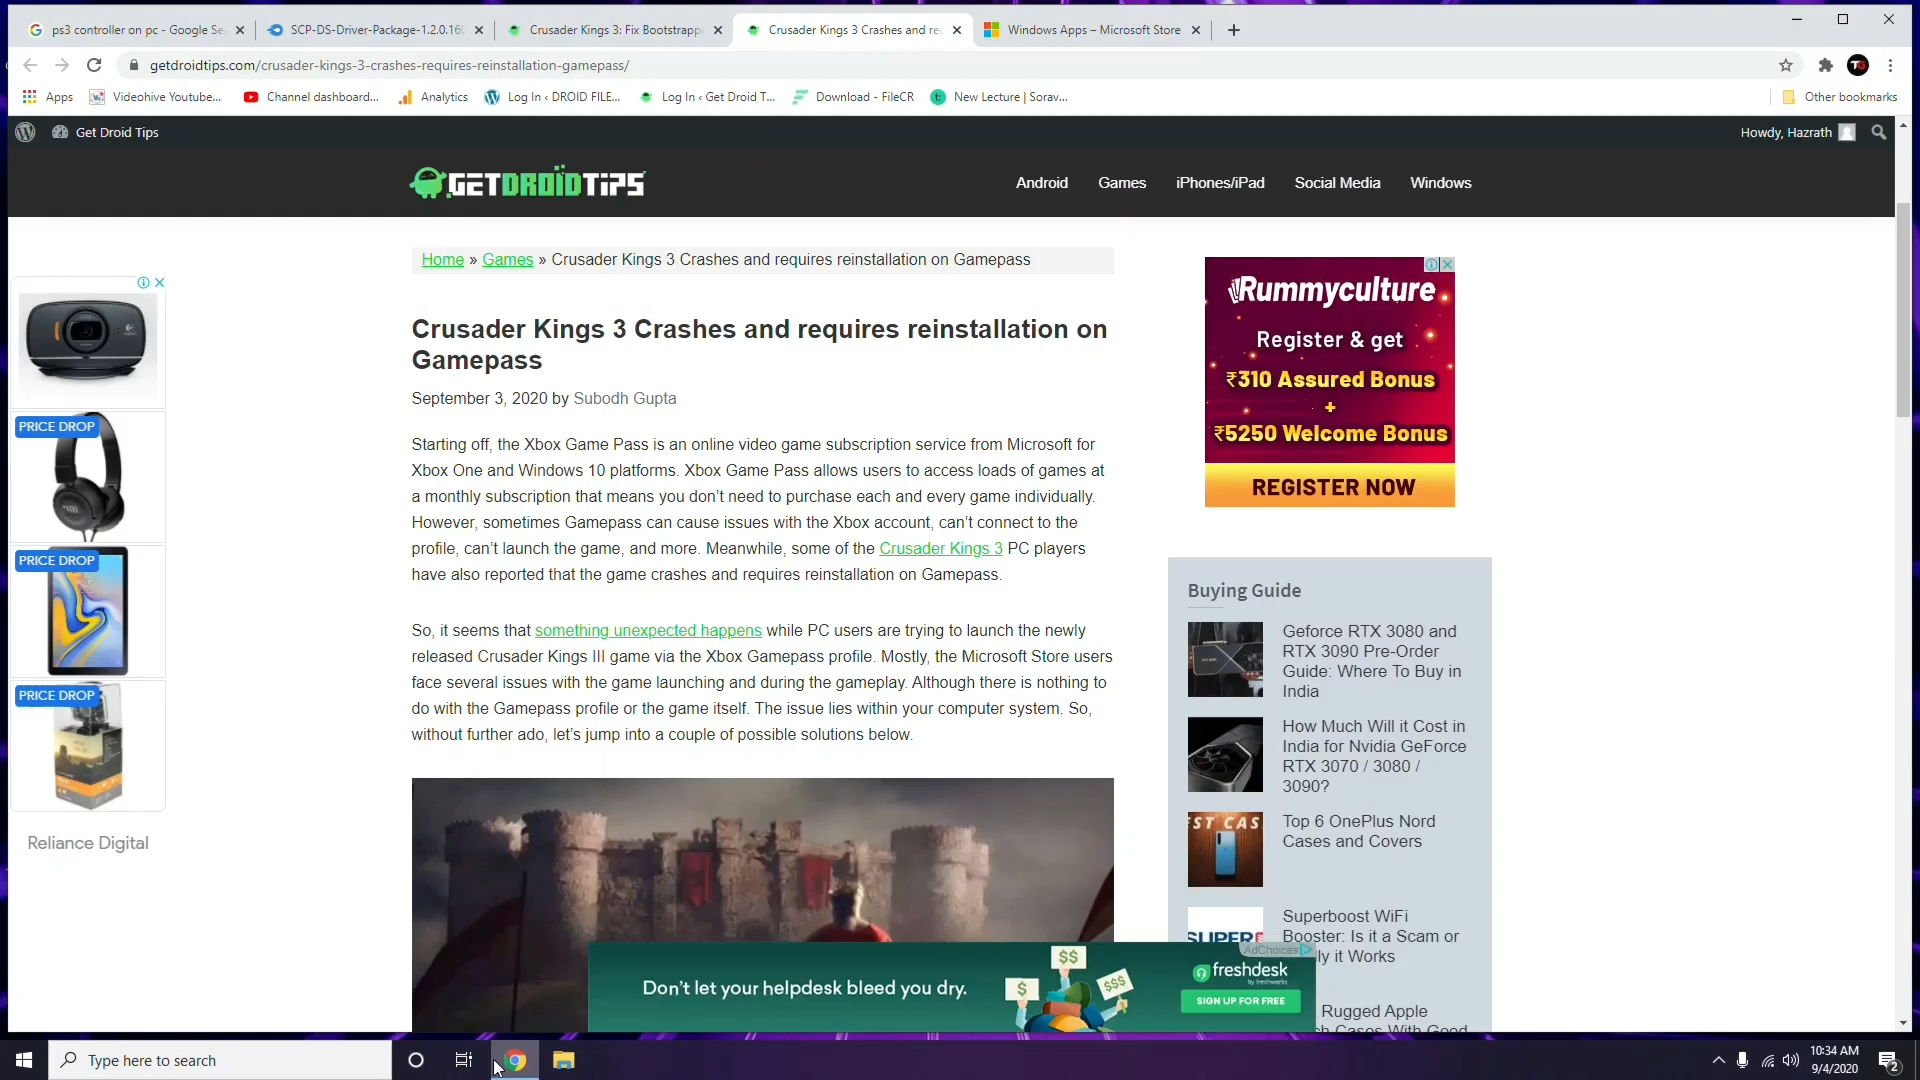 ps3 controller on pc - Google Se
SCP-DS-Driver-Package-1.2.0.160
Crusader Kings 3: Fix Bootstrapp
Crusader Kings 3 Crashes and rec
Windows Apps – Microsoft Store
getdroidtips.com/crusader-kings-3-crashes-requires-reinstallation-gamepass/
TG
Apps
Videohive Youtube...
Channel dashboard...
Analytics
Log In ‹ DROID FILE...
Log In ‹ Get Droid T...
Download - FileCR
New Lecture | Sorav...
Other bookmarks
Get Droid Tips
Howdy, Hazrath
GETDROIDTIPS
Android
Games
iPhones/iPad
Social Media
Windows
Home » Games » Crusader Kings 3 Crashes and requires reinstallation on Gamepass
Crusader Kings 3 Crashes and requires reinstallation on
Gamepass
September 3, 2020 by Subodh Gupta
Starting off, the Xbox Game Pass is an online video game subscription service from Microsoft for
Xbox One and Windows 10 platforms. Xbox Game Pass allows users to access loads of games at
a monthly subscription that means you don't need to purchase each and every game individually.
However, sometimes Gamepass can cause issues with the Xbox account, can't connect to the
profile, can't launch the game, and more. Meanwhile, some of the Crusader Kings 3 PC players
have also reported that the game crashes and requires reinstallation on Gamepass.
So, it seems that something unexpected happens while PC users are trying to launch the newly
released Crusader Kings III game via the Xbox Gamepass profile. Mostly, the Microsoft Store users
face several issues with the game launching and during the gameplay. Although there is nothing to
do with the Gamepass profile or the game itself. The issue lies within your computer system. So,
without further ado, let's jump into a couple of possible solutions below.
PRICE DROP
PRICE DROP
PRICE DROP
Reliance Digital
Rummyculture
Register & get
₹310 Assured Bonus
+
₹5250 Welcome Bonus
REGISTER NOW
Buying Guide
Geforce RTX 3080 and
RTX 3090 Pre-Order
Guide: Where To Buy in
India
How Much Will it Cost in
India for Nvidia GeForce
RTX 3070 / 3080 /
3090?
ST CAS
Top 6 OnePlus Nord
Cases and Covers
SUPER
Superboost WiFi
Booster: Is it a Scam or
lly it Works
Rugged Apple
ch Cases With Good
AdChoices
Don't let your helpdesk bleed you dry.
$$
$
$$$
freshdesk
by freshworks
SIGN UP FOR FREE
Type here to search
10:34 AM
9/4/2020
2